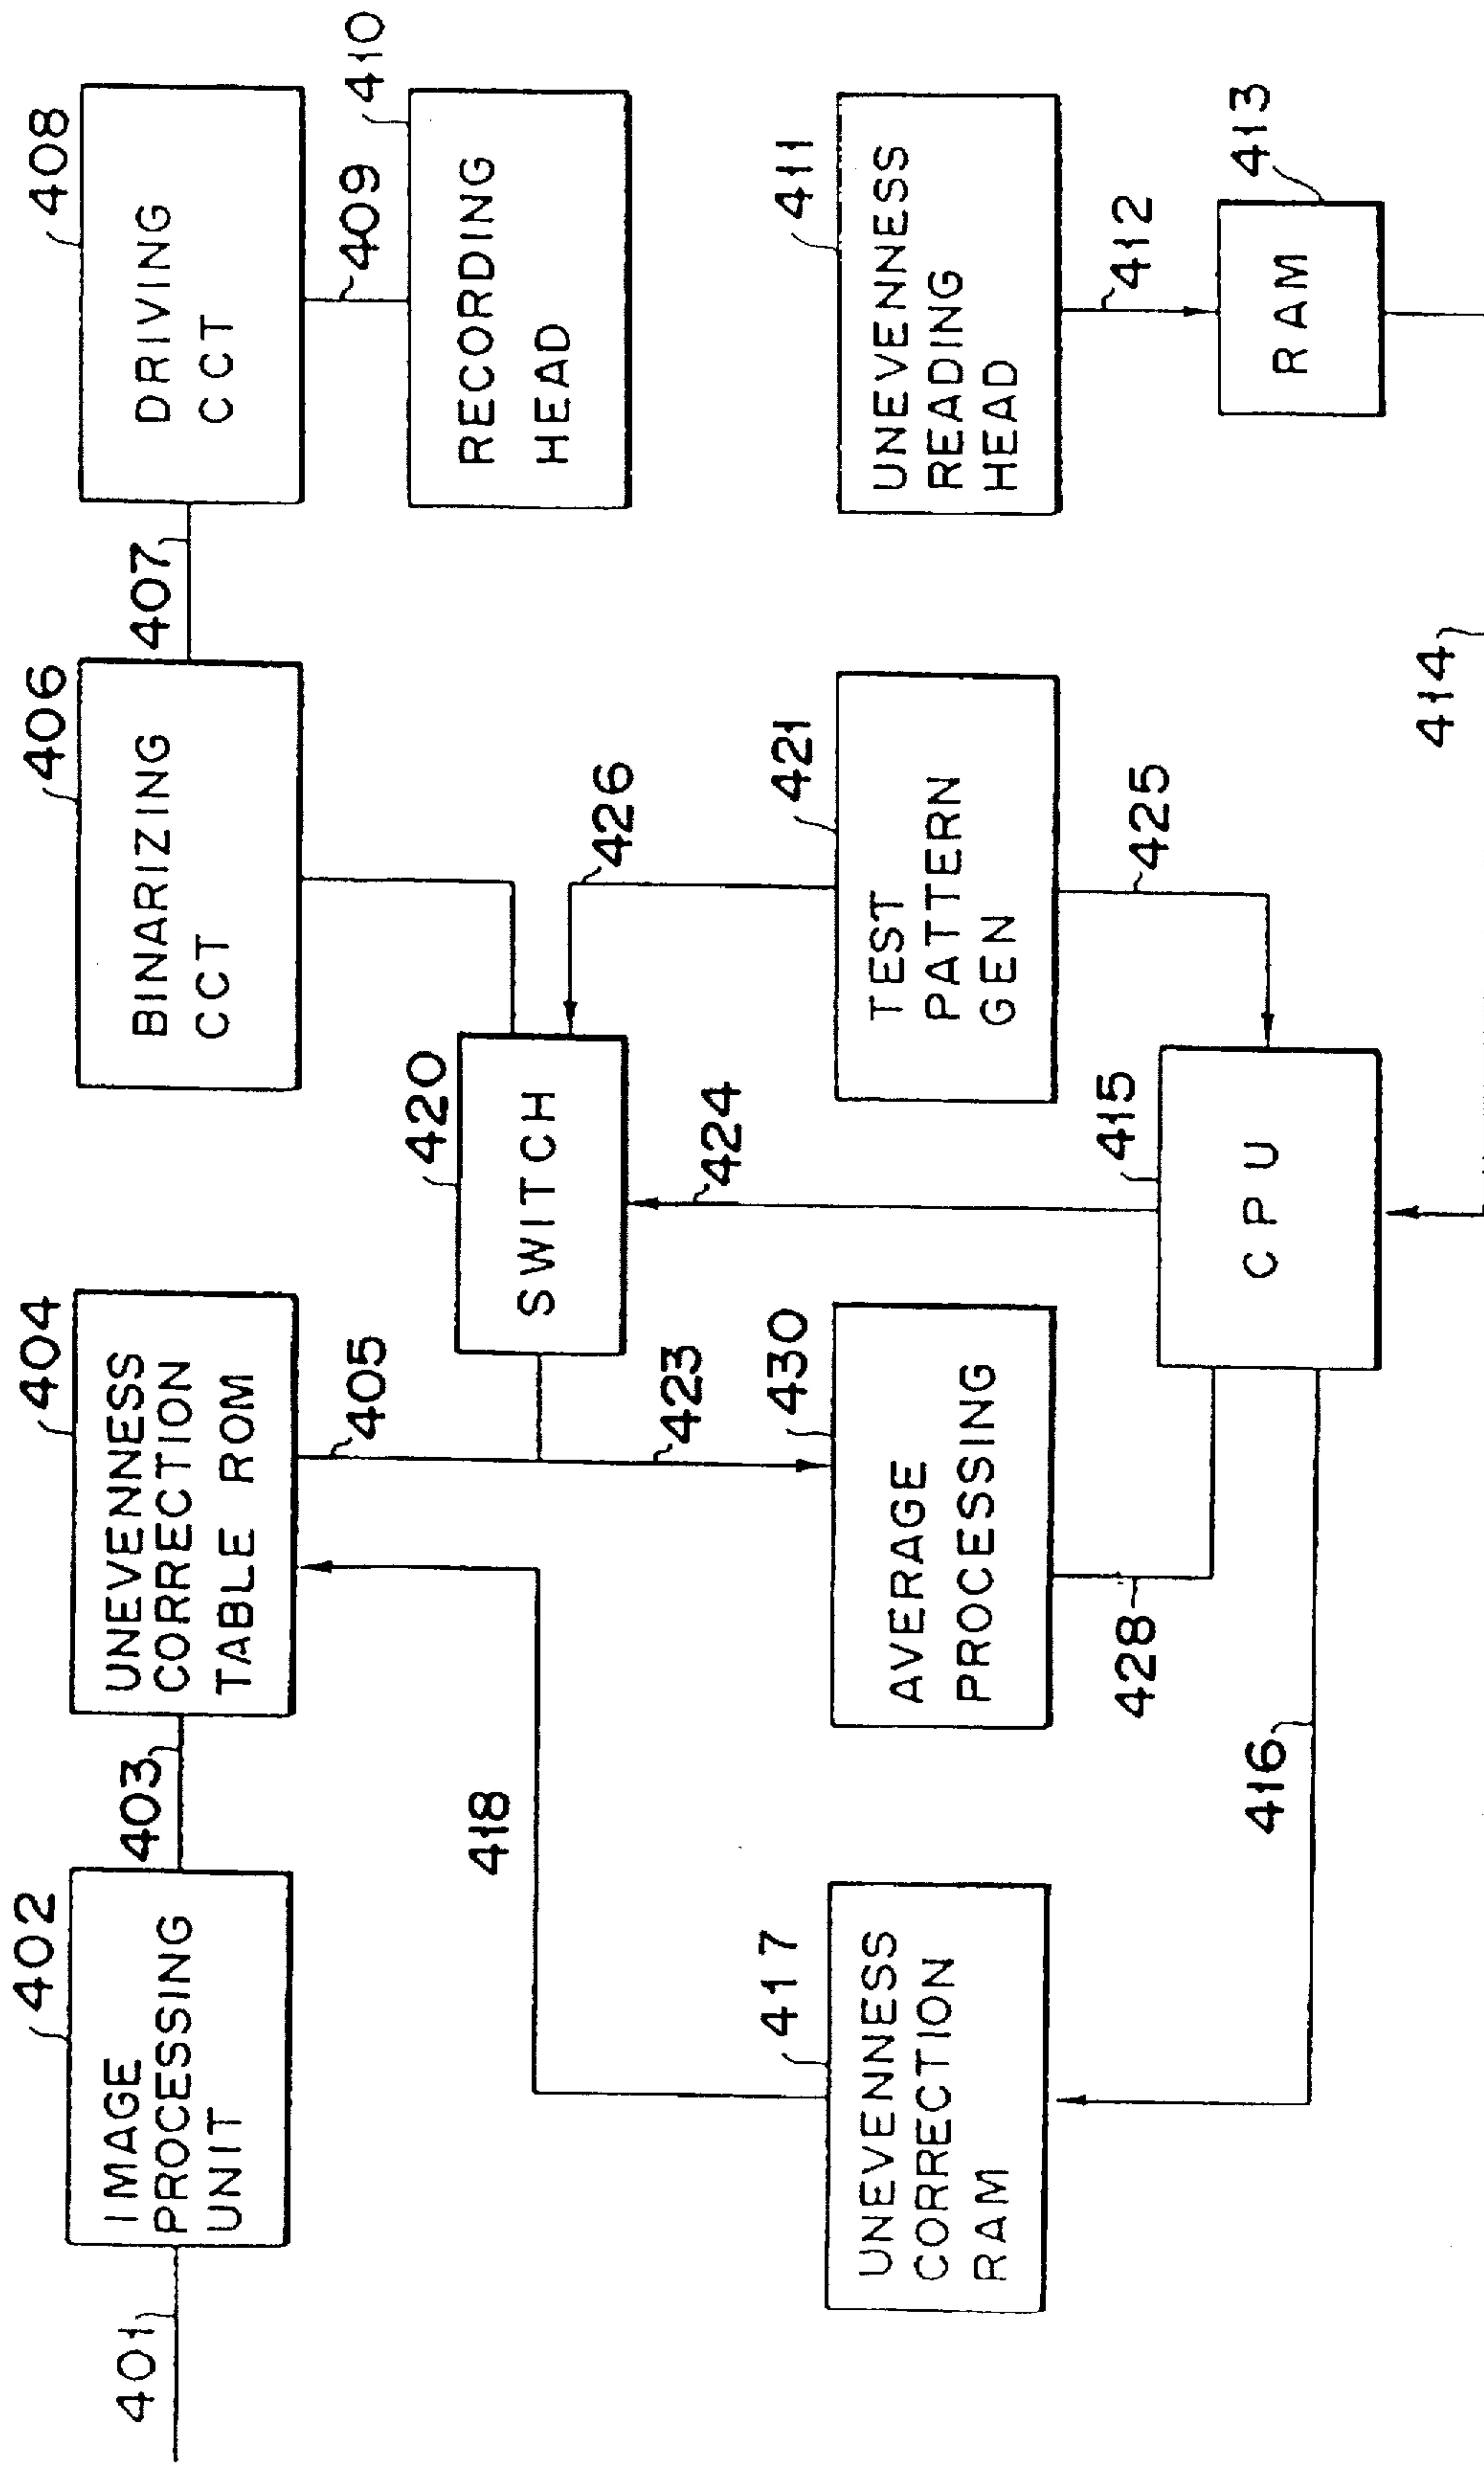 401
402
IMAGE
PROCESSING
UNIT
403
404
UNEVENNESS
CORRECTION
TABLE ROM
405
406
BINARIZING
CCT
407
408
DRIVING
CCT
409
410
RECORDING
HEAD
418
420
SWITCH
423
424
426
417
UNEVENNESS
CORRECTION
RAM
430
AVERAGE
PROCESSING
421
TEST
PATTERN
GEN
411
UNEVENNESS
READING
HEAD
428
416
415
CPU
425
412
413
RAM
414